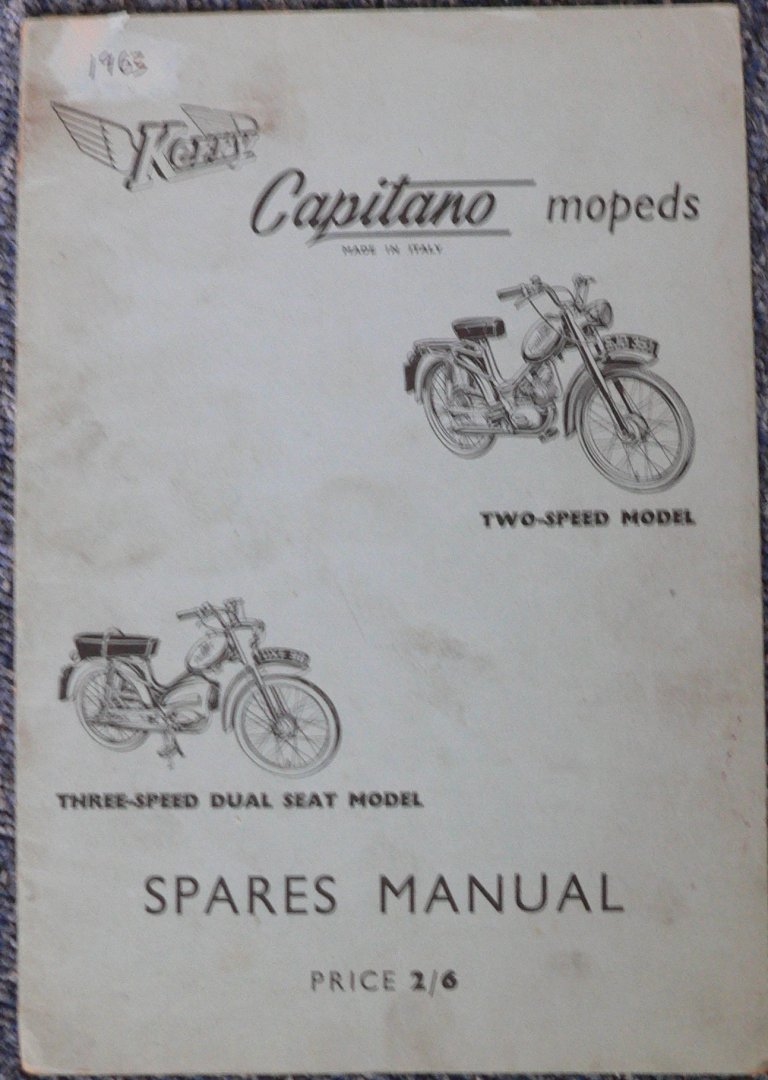 1963
Capitano mopeds
MADE IN ITALY
TWO-SPEED MODEL
THREE-SPEED DUAL SEAT MODEL
SPARES MANUAL
PRICE 2/6